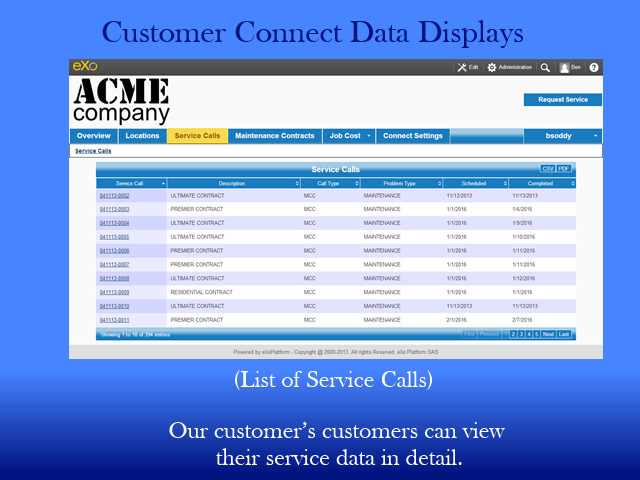 Customer Connect Data Displays
eXo Edit Administration Ben ?
ACME
company
Request Service
Overview Locations Service Calls Maintenance Contracts Job Cost Connect Settings bsoddy
Service Calls
Service Calls CSV PDF
Service Call Description Call Type Problem Type Scheduled Completed
041113-0002 ULTIMATE CONTRACT MCC MAINTENANCE 11/13/2013 11/13/2013
041113-0003 PREMIER CONTRACT MCC MAINTENANCE 1/1/2016 1/6/2016
041113-0004 ULTIMATE CONTRACT MCC MAINTENANCE 1/1/2016 1/9/2016
041113-0005 ULTIMATE CONTRACT MCC MAINTENANCE 1/1/2016 1/10/2016
041113-0006 PREMIER CONTRACT MCC MAINTENANCE 1/1/2016 1/11/2016
041113-0007 PREMIER CONTRACT MCC MAINTENANCE 1/1/2016 1/11/2016
041113-0008 ULTIMATE CONTRACT MCC MAINTENANCE 1/1/2016 1/12/2016
041113-0009 RESIDENTIAL CONTRACT MCC MAINTENANCE 1/1/2016 1/1/2016
041113-0010 ULTIMATE CONTRACT MCC MAINTENANCE 11/13/2013 11/13/2013
041113-0011 PREMIER CONTRACT MCC MAINTENANCE 2/1/2016 2/7/2016
Showing 1 to 10 of 394 entries First Previous 1 2 3 4 5 Next Last
Powered by eXoPlatform - Copyright @ 2000-2013. All rights Reserved, eXo Platform SAS
(List of Service Calls)
Our customer's customers can view
their service data in detail.